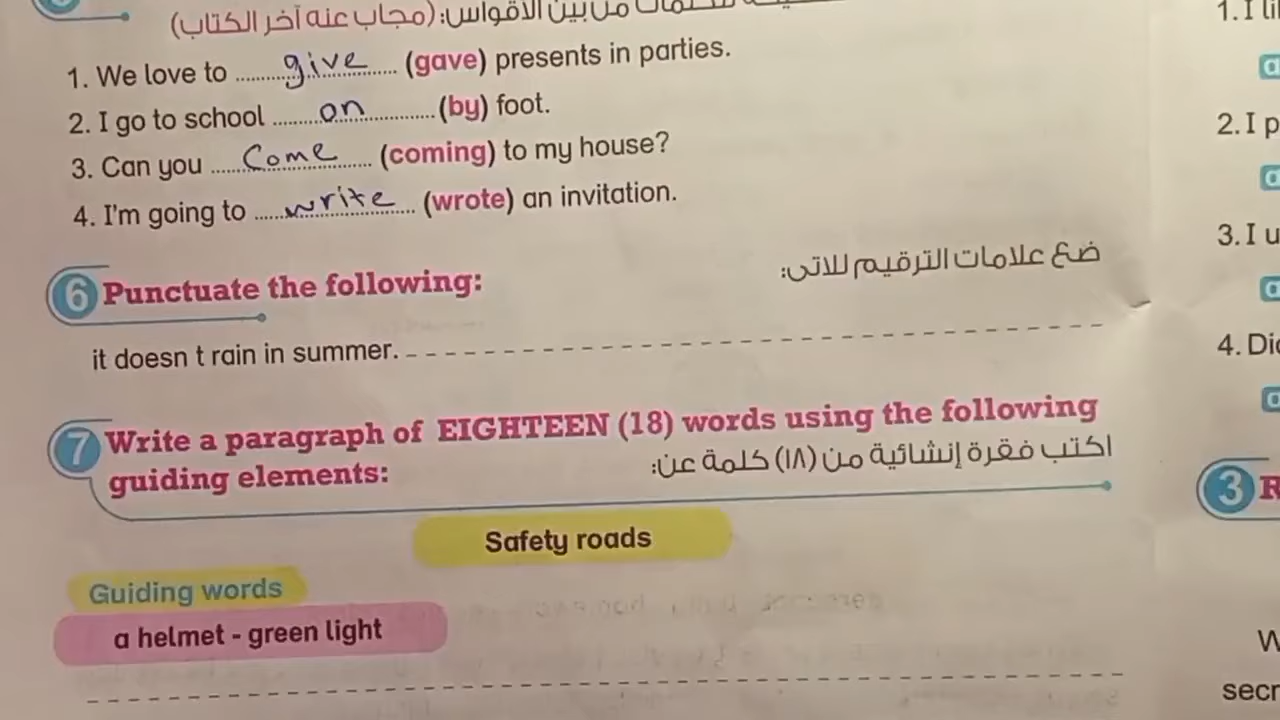 من بين الأقواس: (مجاب عنه آخر الكتاب)
1. We love to give (gave) presents in parties.
2. I go to school on (by) foot.
3. Can you Come (coming) to my house?
4. I'm going to write (wrote) an invitation.
6 Punctuate the following: ضع علامات الترقيم للاتى:
it doesn t rain in summer.
7 Write a paragraph of EIGHTEEN (18) words using the following
guiding elements: اكتب فقرة إنشائية من (١٨) كلمة عن:
Safety roads
Guiding words
a helmet - green light
1. I
a
2. I
a
3. I
a
4.
a
3